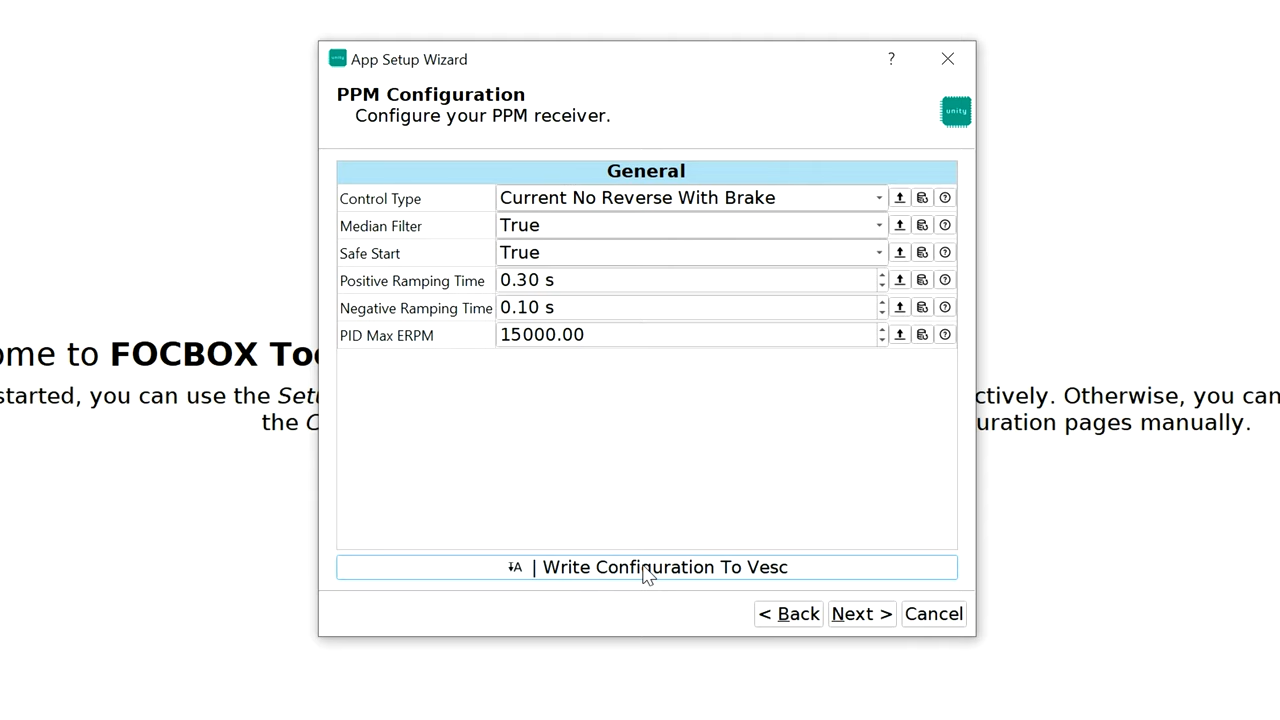 unity
App Setup Wizard
?
PPM Configuration
Configure your PPM receiver.
unity
General
Control Type Current No Reverse With Brake
Median Filter True
Safe Start True
Positive Ramping Time 0.30 s
Negative Ramping Time 0.10 s
PID Max ERPM 15000.00
ome to FOCBOX Too
started, you can use the Setu
ctively. Otherwise, you can
the C
uration pages manually.
A | Write Configuration To Vesc
< Back Next > Cancel